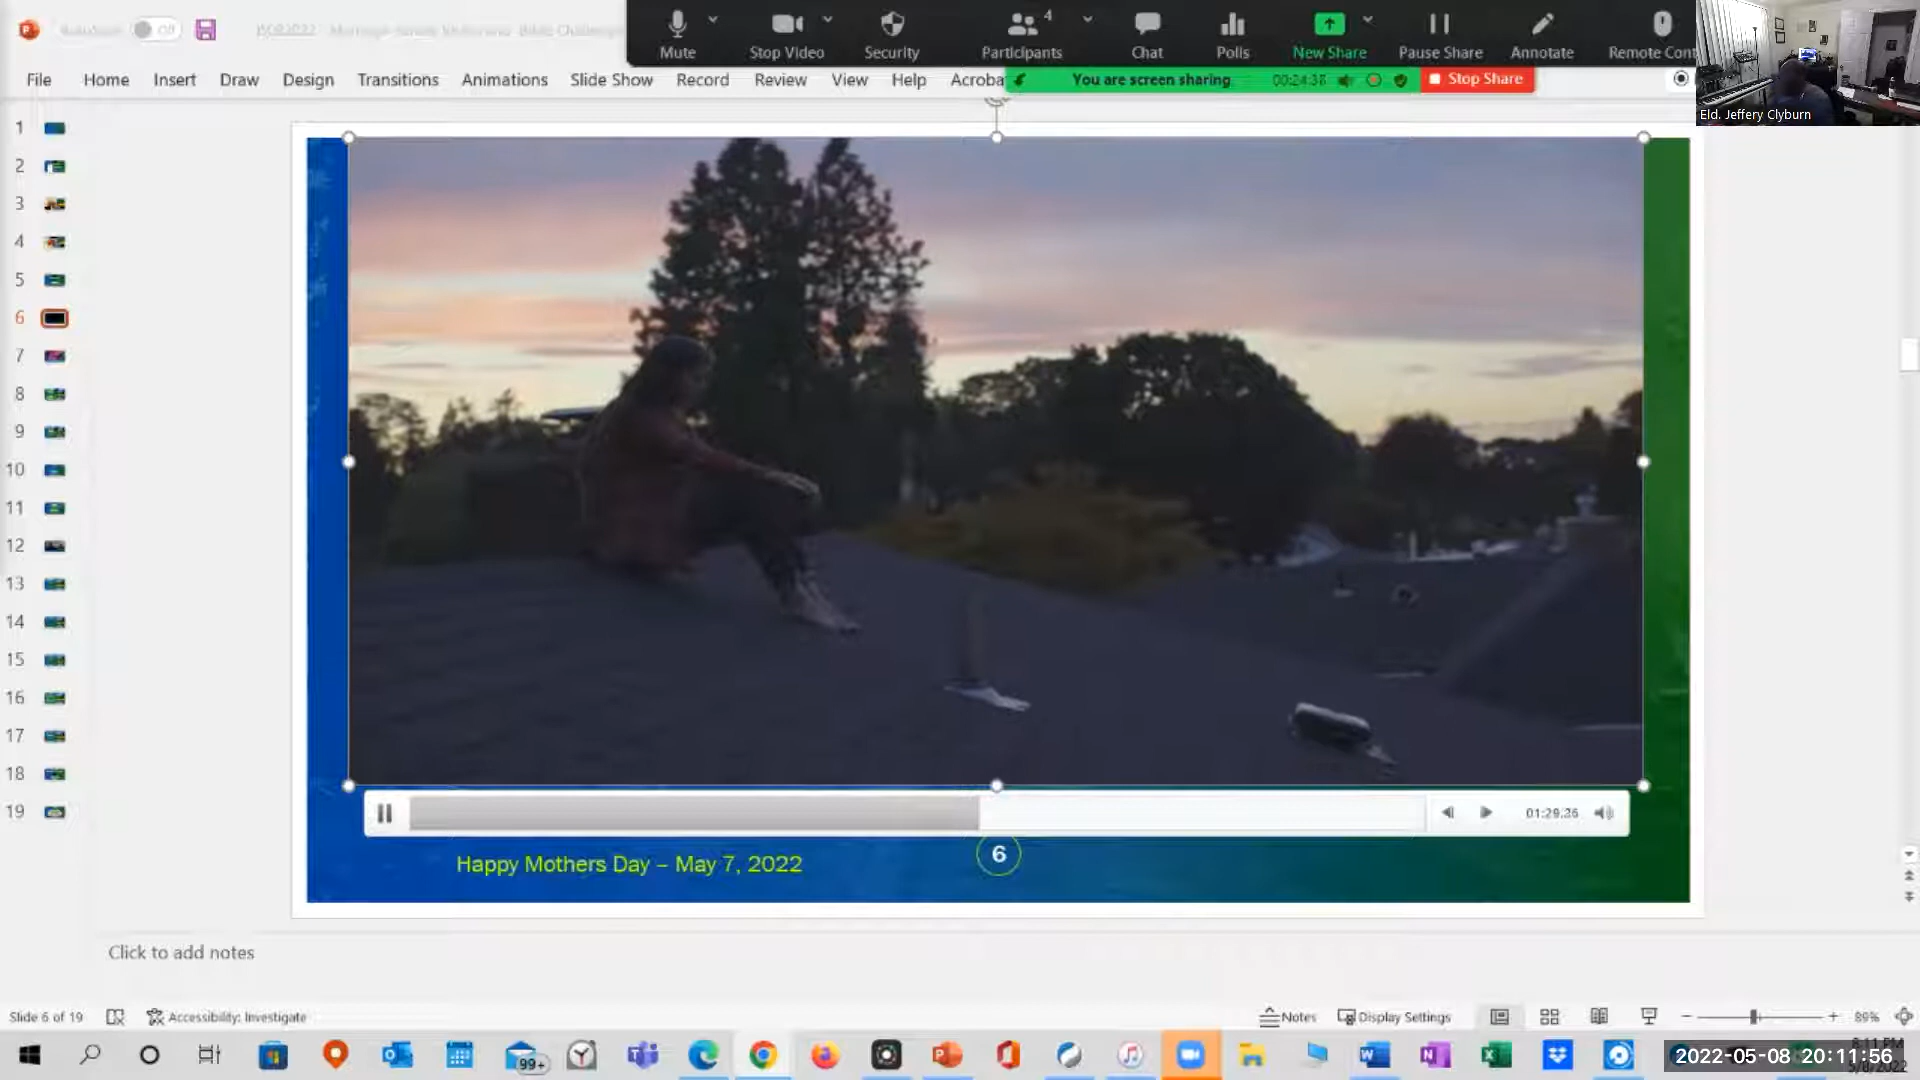 Mute
Stop Video
Security
Participants
4
Chat
Polls
New Share
Pause Share
Annotate
Remote Cont
File
Home
Insert
Draw
Design
Transitions
Animations
Slide Show
Record
Review
View
Help
Acroba
You are screen sharing
00:24:38
Stop Share
Eld. Jeffery Clyburn
1
2
3
4
5
6
7
8
9
10
11
12
13
14
15
16
17
18
19
01:29.26
Happy Mothers Day – May 7, 2022
6
Click to add notes
Slide 6 of 19
Accessibility: Investigate
Notes
Display Settings
89%
99+
2022-05-08 20:11:56